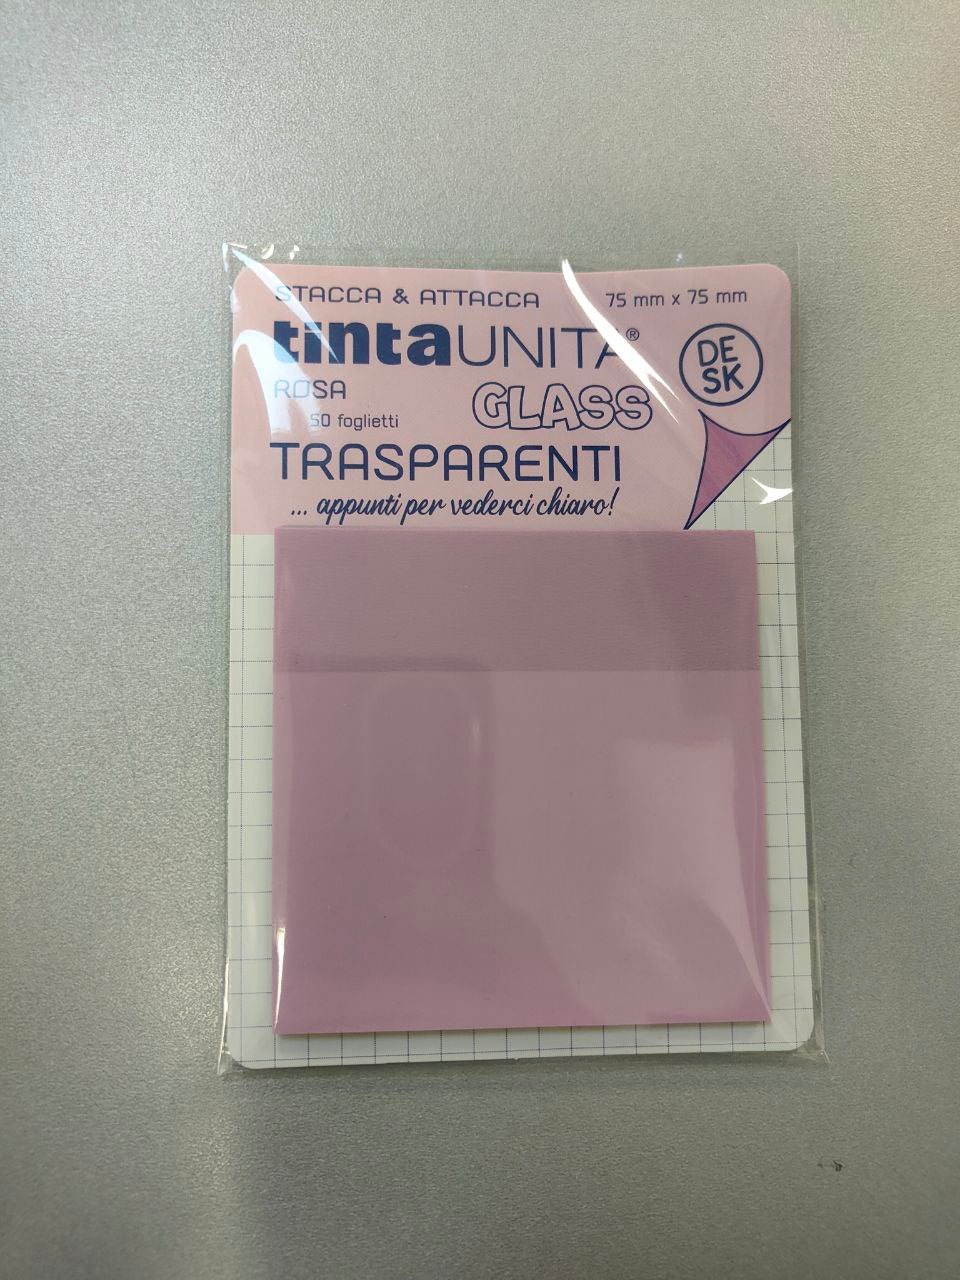 STACCA & ATTACCA 75 mm x 75 mm
tintaUNITA®
DE
SK
ROSA
GLASS
50 foglietti
TRASPARENTI
... appunti per vederci chiaro!